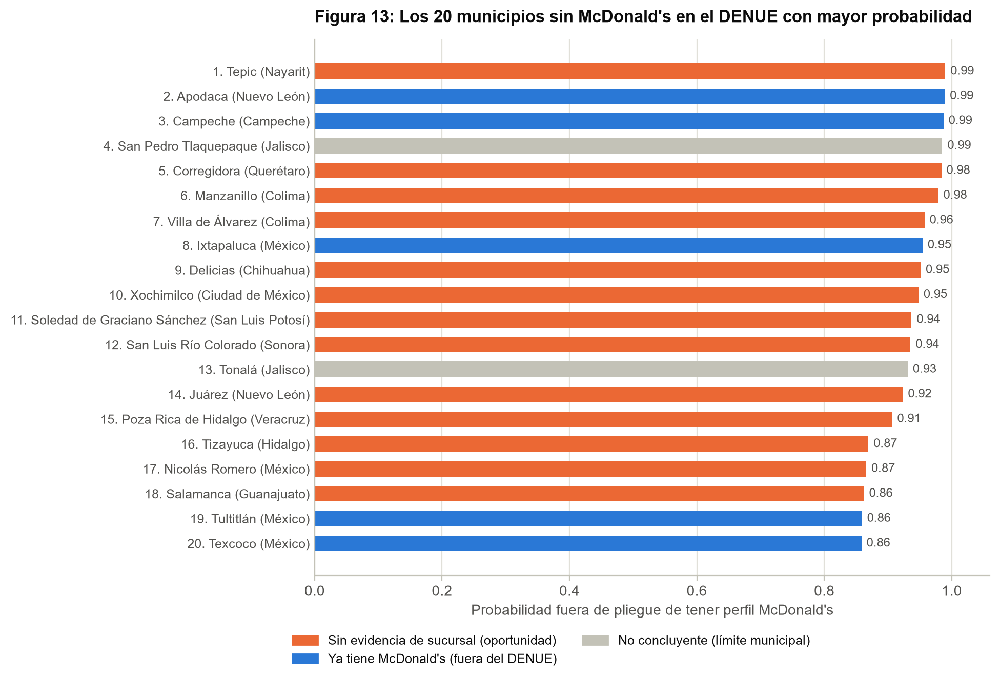 Figura 13: Los 20 municipios sin McDonald's en el DENUE con mayor probabilidad
1. Tepic (Nayarit) 0.99
2. Apodaca (Nuevo León) 0.99
3. Campeche (Campeche) 0.99
4. San Pedro Tlaquepaque (Jalisco) 0.99
5. Corregidora (Querétaro) 0.98
6. Manzanillo (Colima) 0.98
7. Villa de Álvarez (Colima) 0.96
8. Ixtapaluca (México) 0.95
9. Delicias (Chihuahua) 0.95
10. Xochimilco (Ciudad de México) 0.95
11. Soledad de Graciano Sánchez (San Luis Potosí) 0.94
12. San Luis Río Colorado (Sonora) 0.94
13. Tonalá (Jalisco) 0.93
14. Juárez (Nuevo León) 0.92
15. Poza Rica de Hidalgo (Veracruz) 0.91
16. Tizayuca (Hidalgo) 0.87
17. Nicolás Romero (México) 0.87
18. Salamanca (Guanajuato) 0.86
19. Tultitlán (México) 0.86
20. Texcoco (México) 0.86
0.0 0.2 0.4 0.6 0.8 1.0
Probabilidad fuera de pliegue de tener perfil McDonald's
Sin evidencia de sucursal (oportunidad)
Ya tiene McDonald's (fuera del DENUE)
No concluyente (límite municipal)